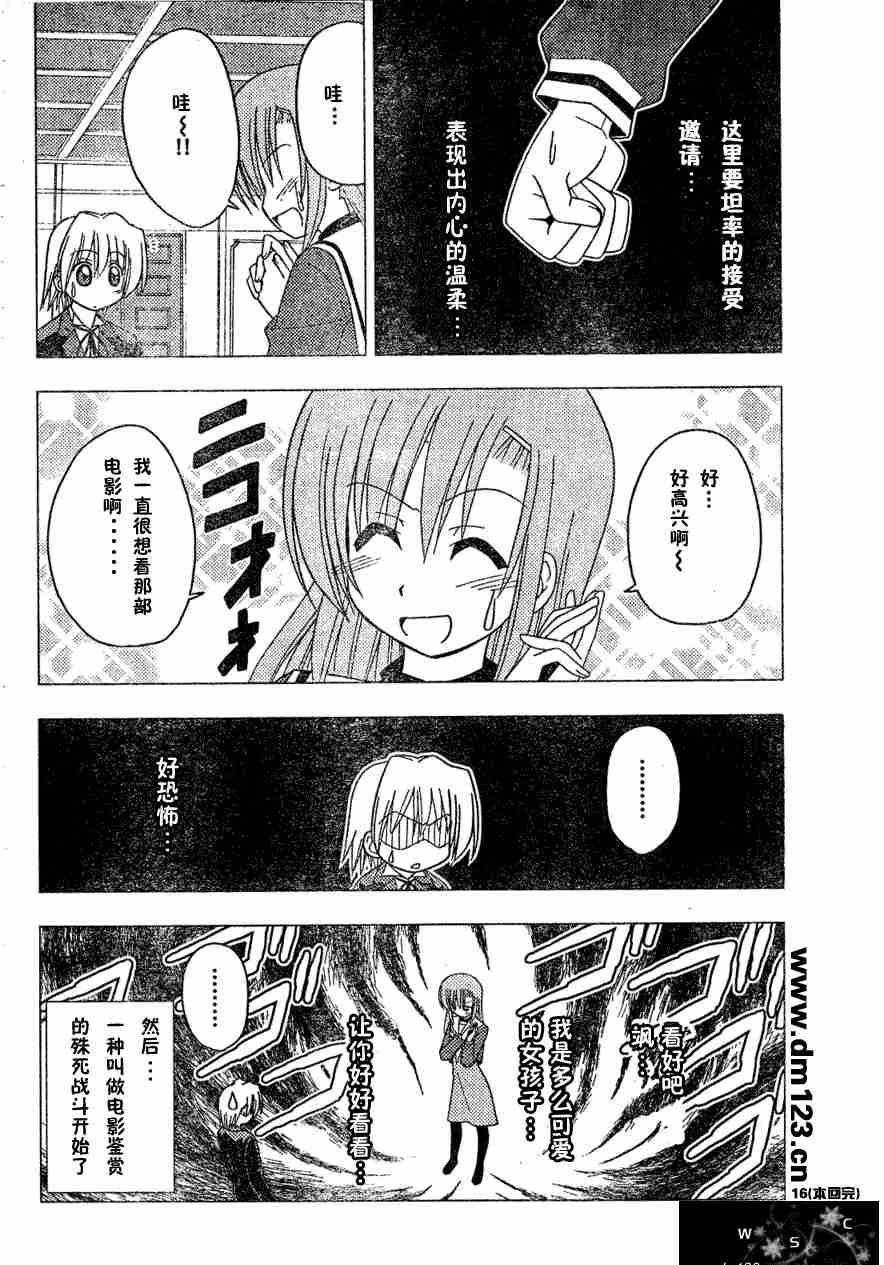 这里要坦率的接受
邀请…
表现出内心的温柔…
哇…
哇～!!
好…
好高兴啊～
ニコオオ
我一直很想看那部
电影啊……
………
好恐怖…
看好吧
飒…
我是多么可爱
的女孩子…
让你好好看看…
………
然后…
一种叫做电影鉴赏
的殊死战斗开始了
www.dm123.cn
16(本回完)
W
S
C